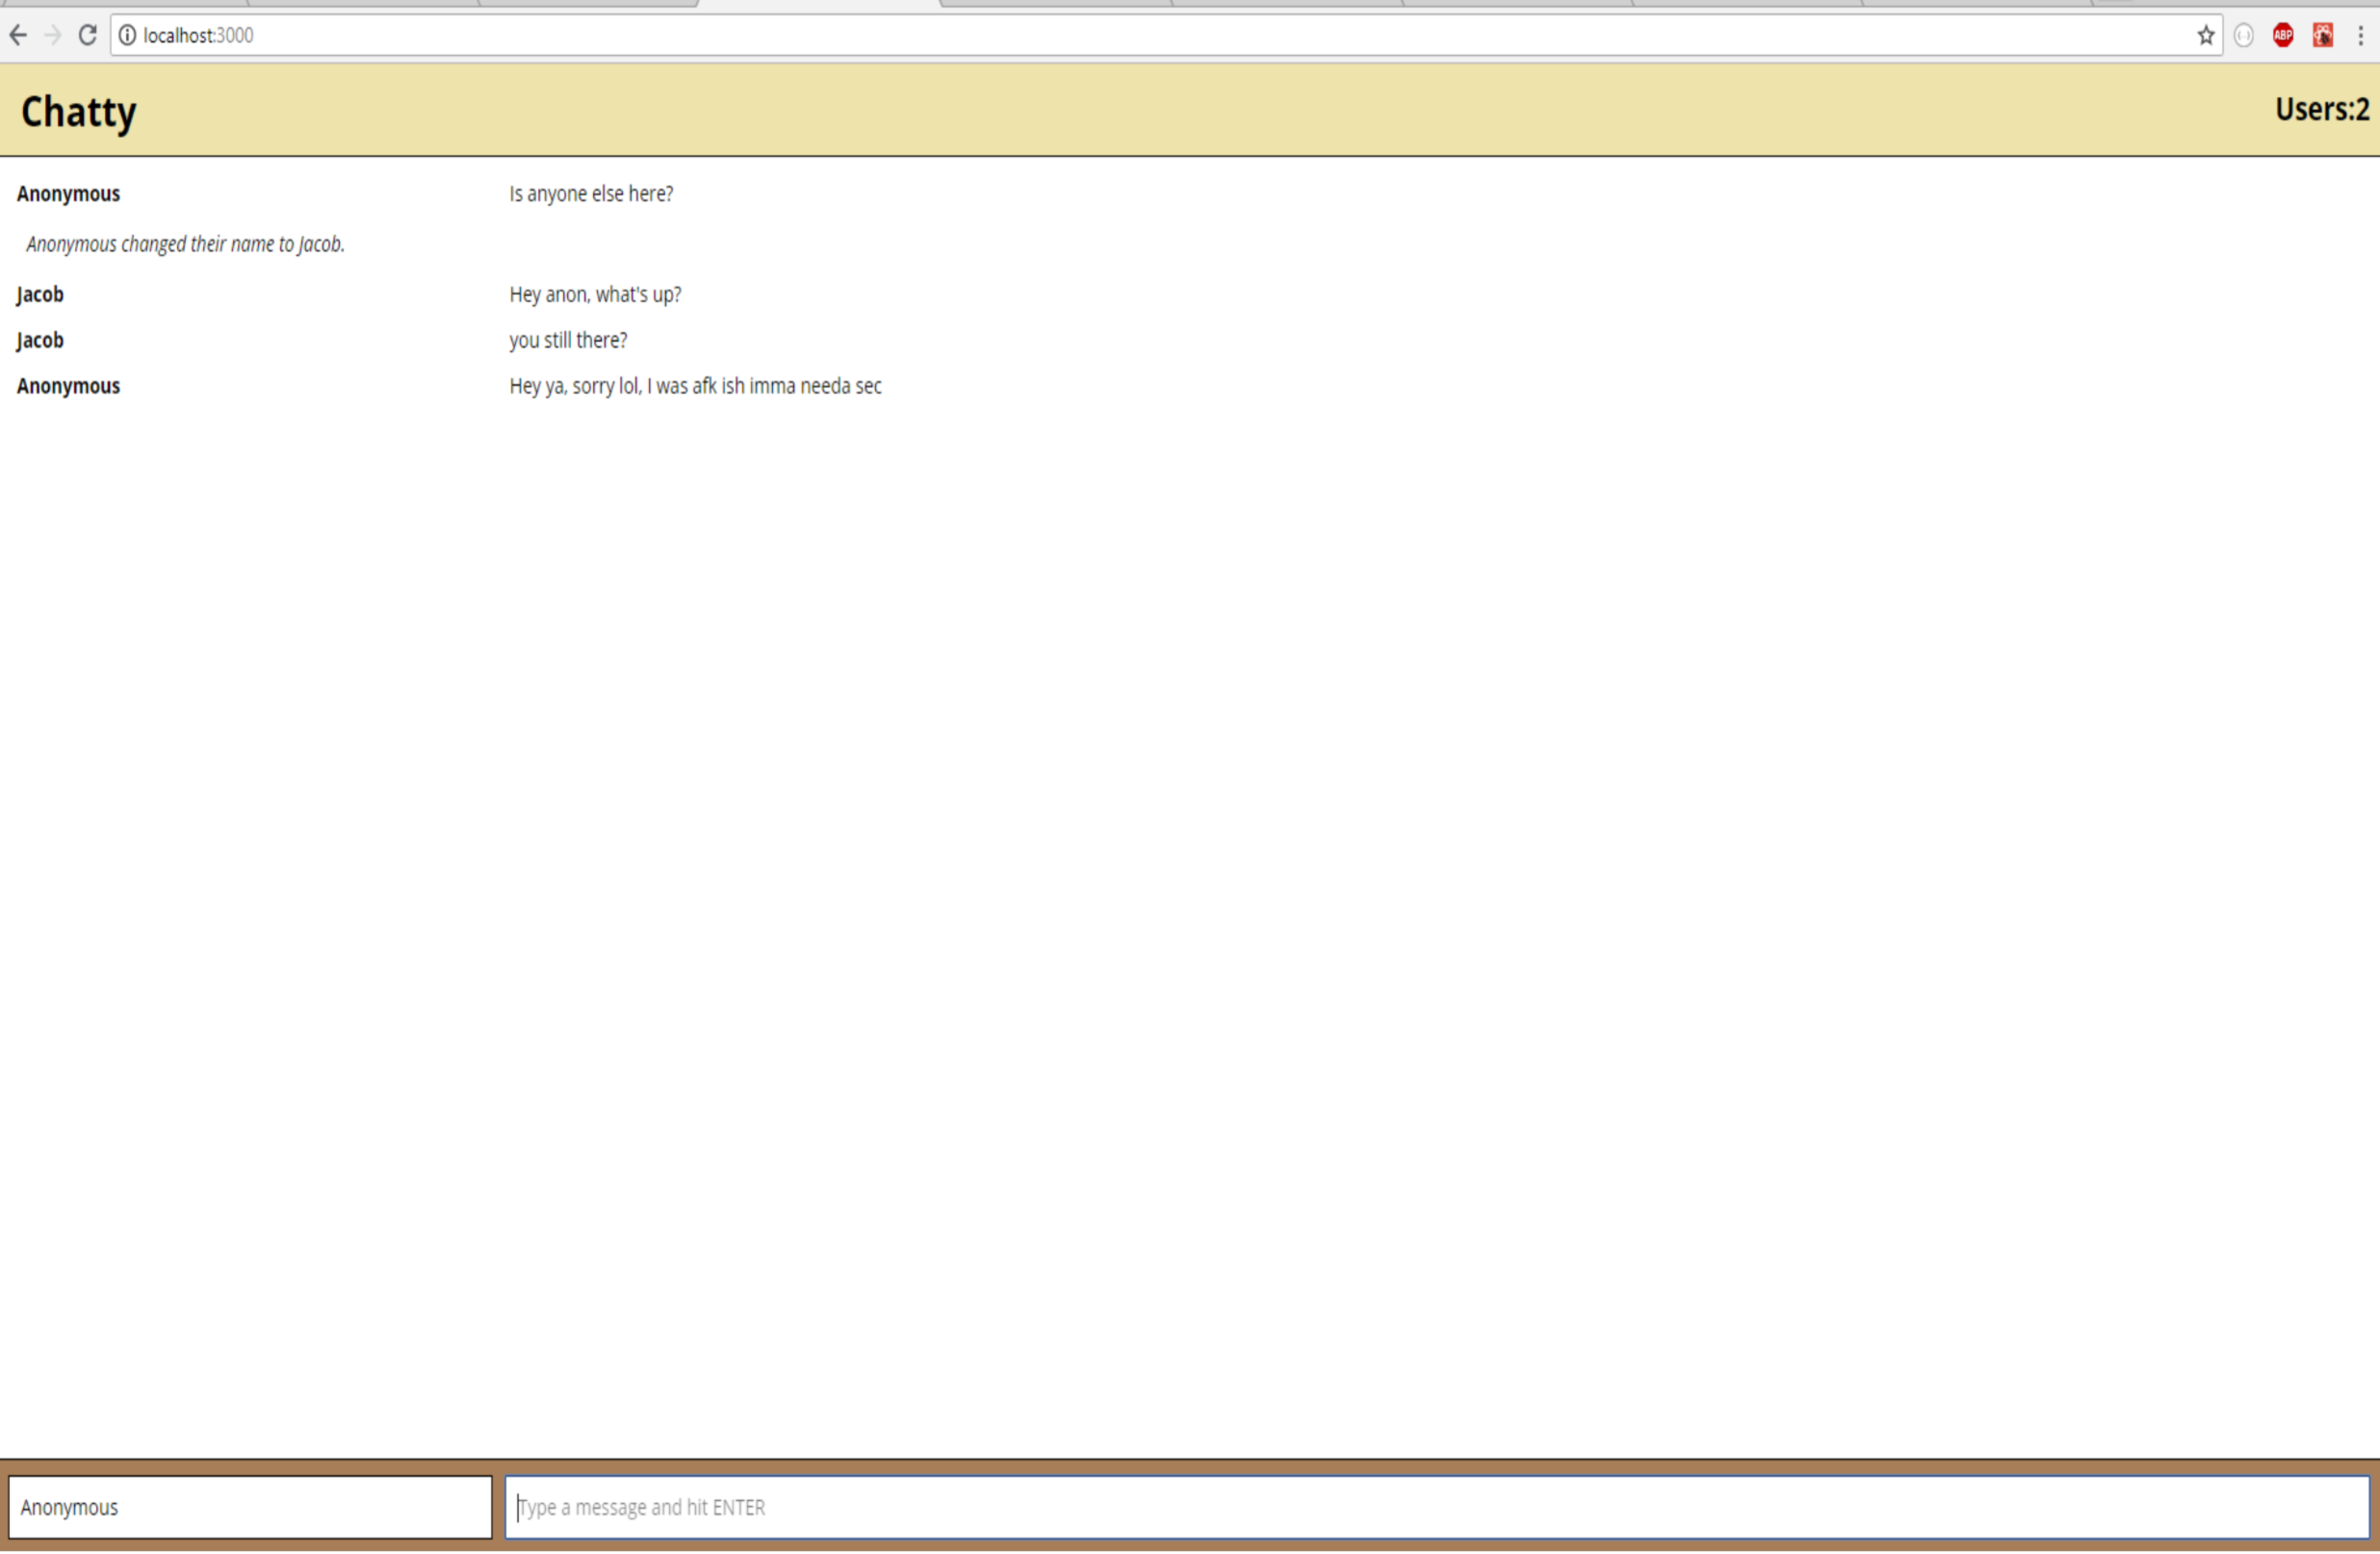 localhost:3000
ABP
Chatty
Users:2
Anonymous Is anyone else here?
Anonymous changed their name to Jacob.
Jacob Hey anon, what's up?
Jacob you still there?
Anonymous Hey ya, sorry lol, I was afk ish imma needa sec
Anonymous Type a message and hit ENTER